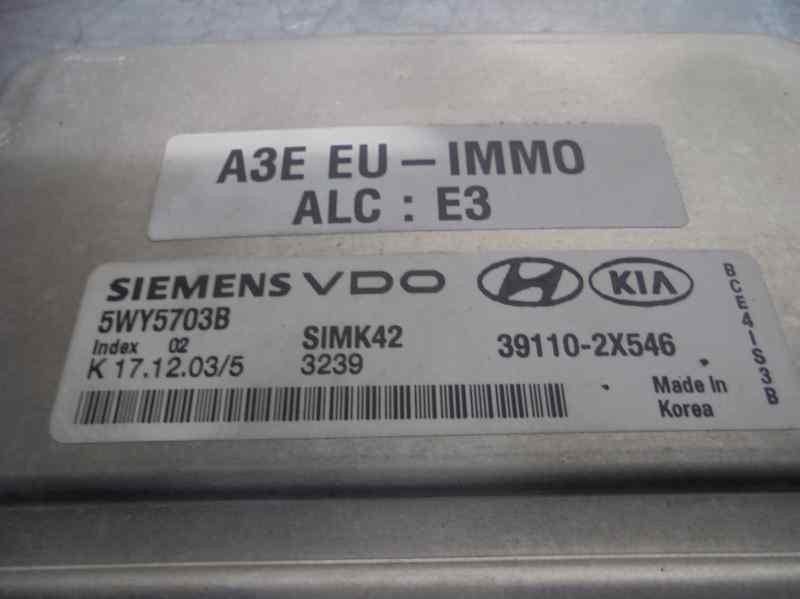 A3E EU – IMMO
ALC : E3
SIEMENS VDO H KIA
5WY5703B
Index 02 SIMK42 39110-2X546
K 17.12.03/5 3239
Made In
Korea
BCE41S3B